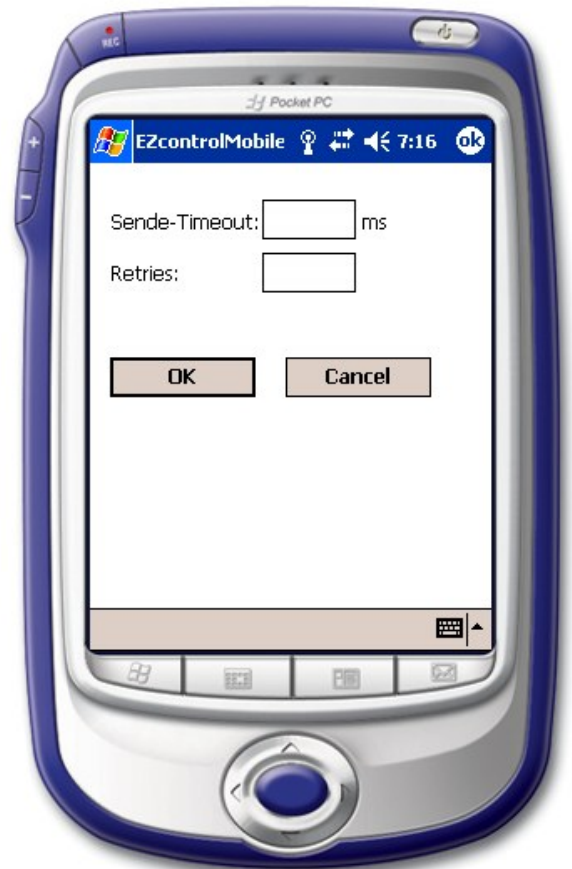 REC
Pocket PC
EZcontrolMobile 7:16 ok
Sende-Timeout: ms
Retries:
OK Cancel